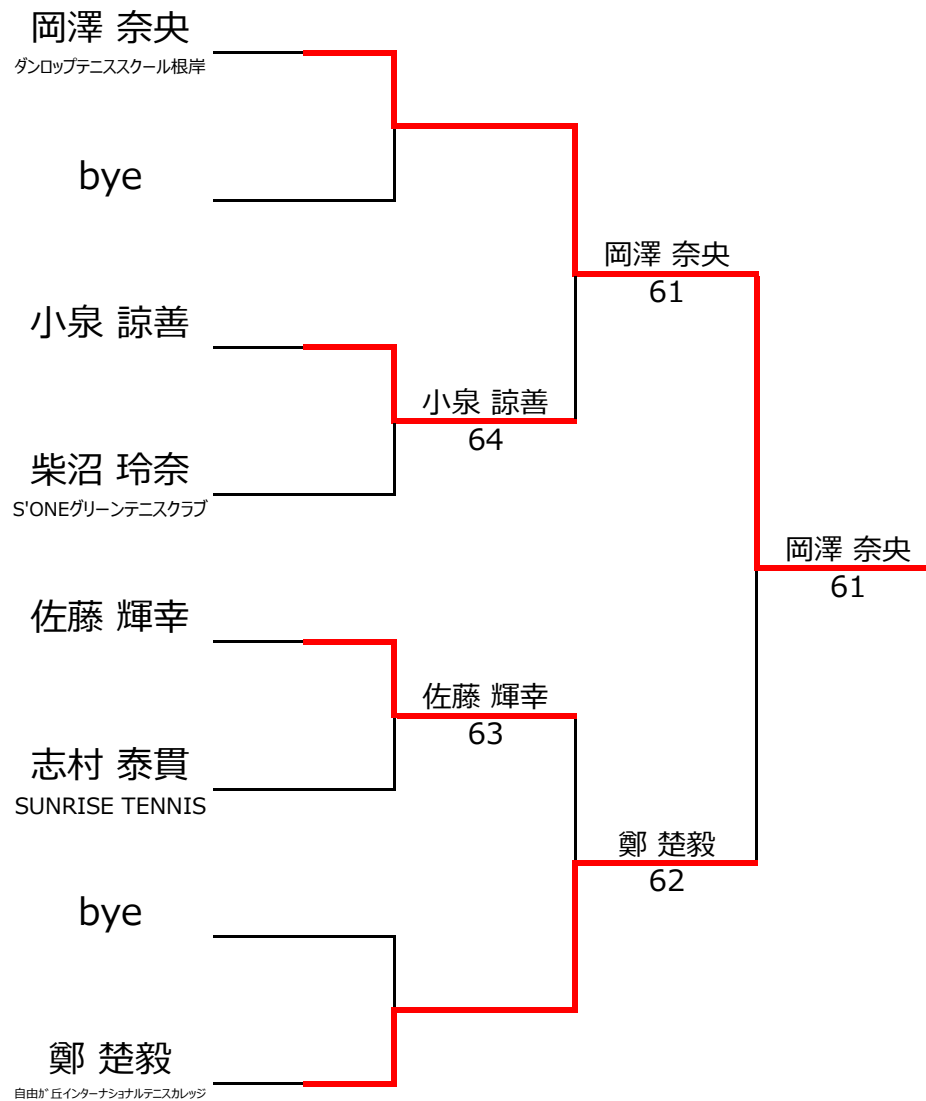 岡澤 奈央
ダンロップテニススクール根岸
bye
岡澤 奈央
61
小泉 諒善
小泉 諒善
64
柴沼 玲奈
S'ONEグリーンテニスクラブ
岡澤 奈央
61
佐藤 輝幸
佐藤 輝幸
63
志村 泰貫
SUNRISE TENNIS
鄭 楚毅
62
bye
鄭 楚毅
自由が丘インターナショナルテニスカレッジ